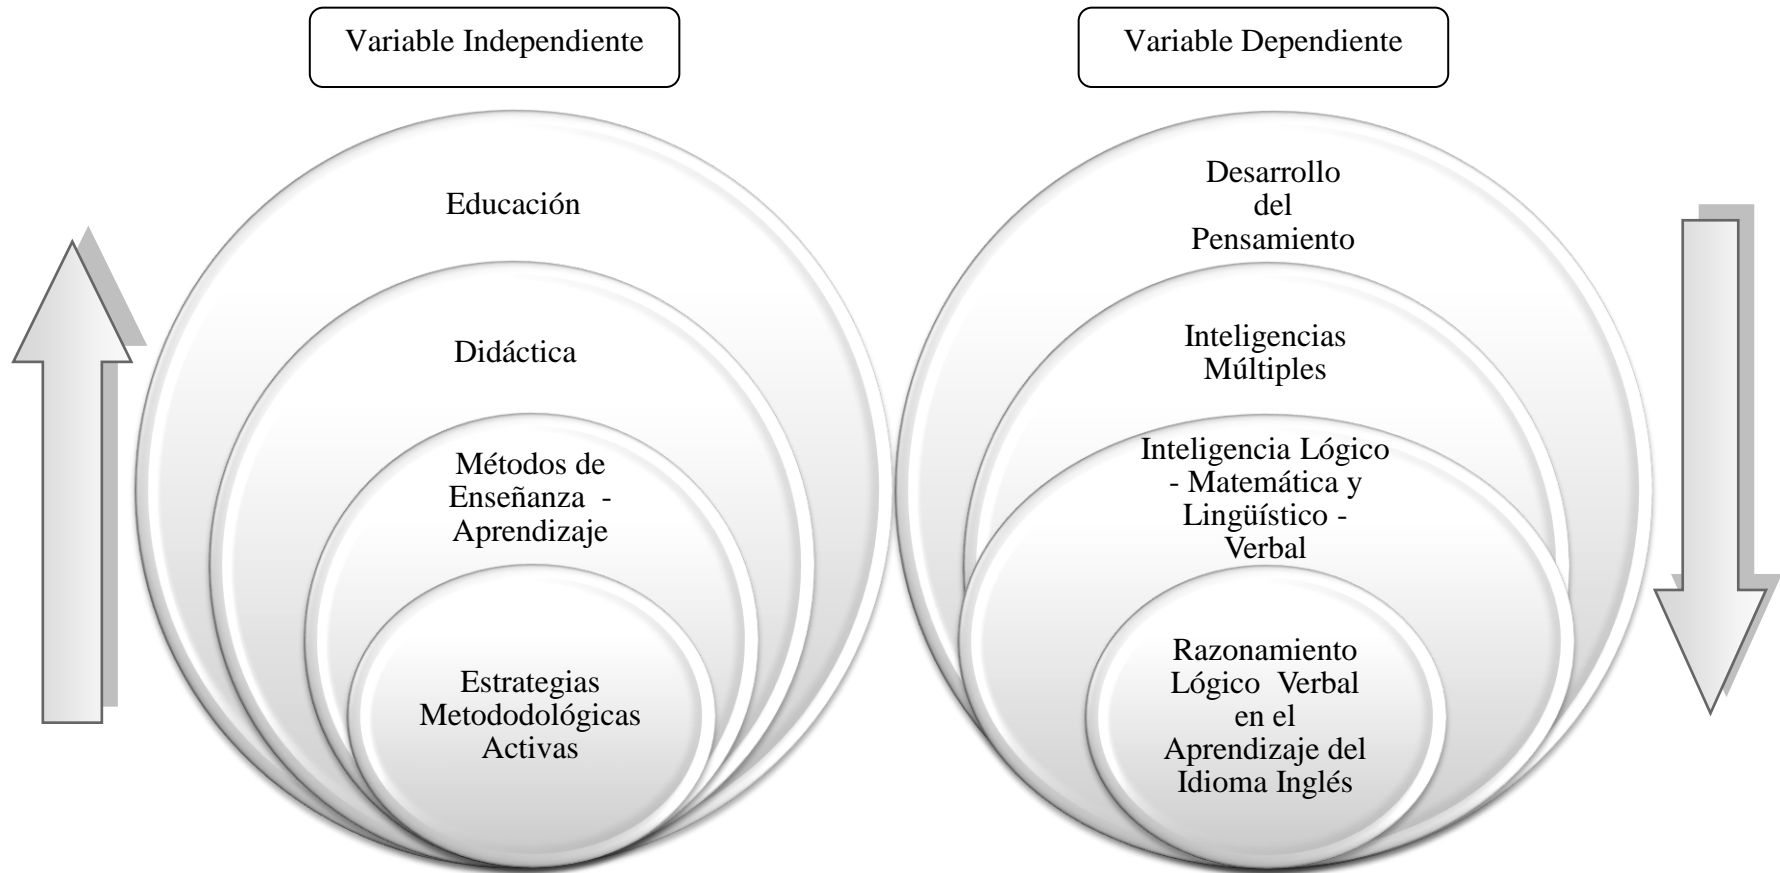 Variable Independiente
Educación
Didáctica
Métodos de
Enseñanza -
Aprendizaje
Estrategias
Metododológicas
Activas
Variable Dependiente
Desarrollo
del
Pensamiento
Inteligencias
Múltiples
Inteligencia Lógico
- Matemática y
Lingüístico -
Verbal
Razonamiento
Lógico Verbal
en el
Aprendizaje del
Idioma Inglés